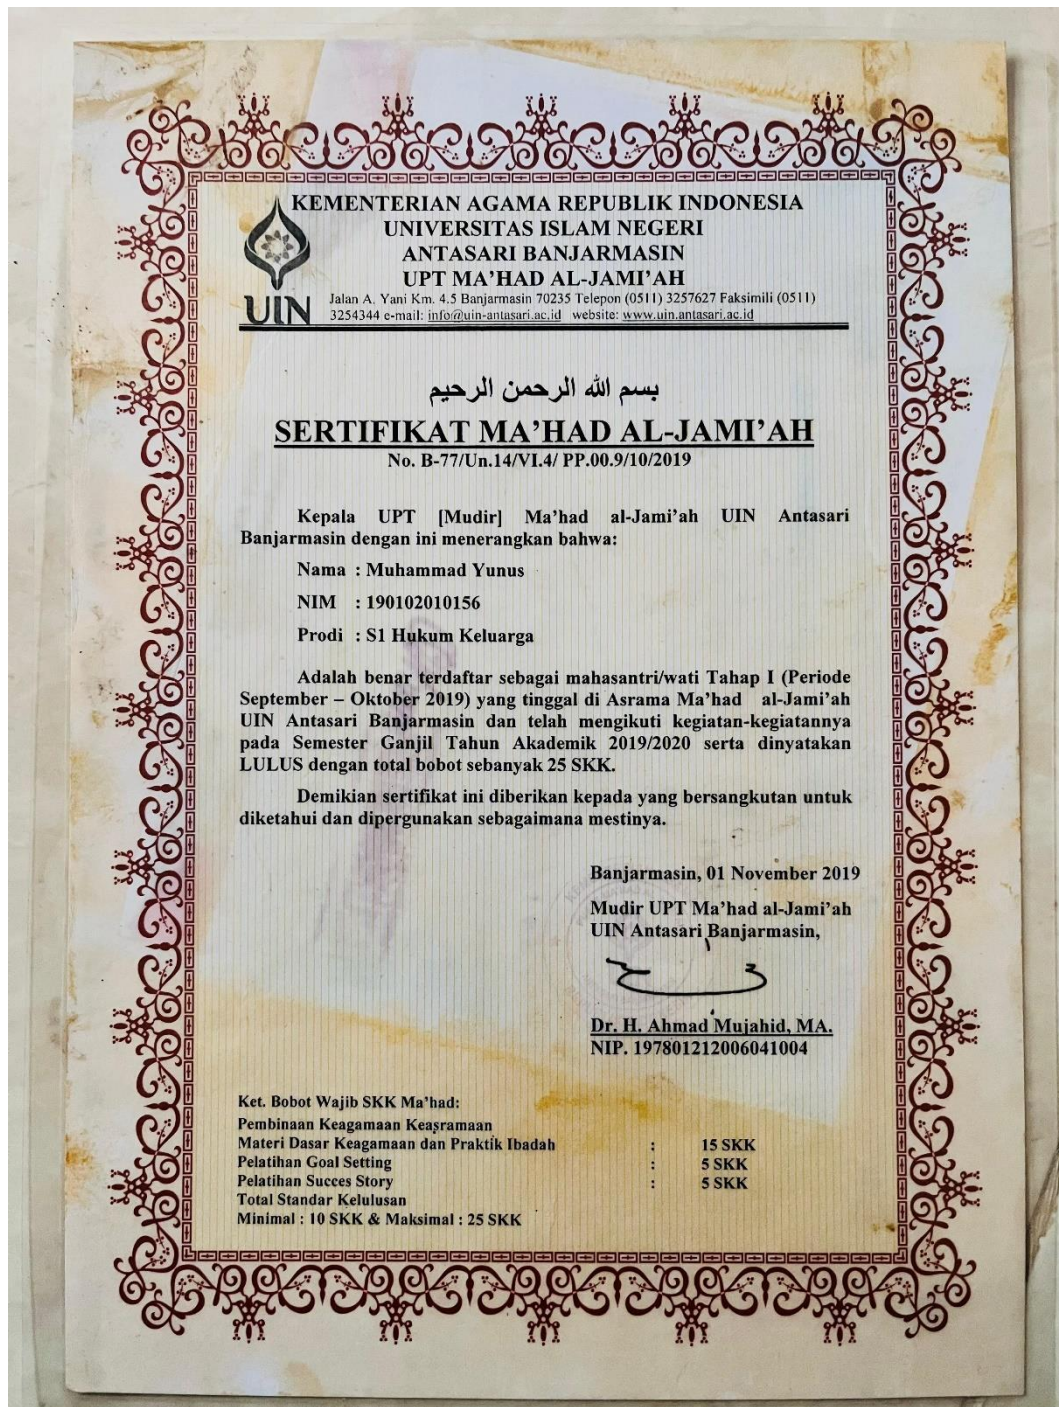 KEMENTERIAN AGAMA REPUBLIK INDONESIA
UNIVERSITAS ISLAM NEGERI
ANTASARI BANJARMASIN
UPT MA'HAD AL-JAMI'AH
UIN
Jalan A. Yani Km. 4.5 Banjarmasin 70235 Telepon (0511) 3257627 Faksimili (0511)
3254344 e-mail: info@uin-antasari.ac.id website: www.uin.antasari.ac.id
بسم الله الرحمن الرحيم
SERTIFIKAT MA'HAD AL-JAMI'AH
No. B-77/Un.14/VI.4/ PP.00.9/10/2019
Kepala UPT [Mudir] Ma'had al-Jami'ah UIN Antasari
Banjarmasin dengan ini menerangkan bahwa:
Nama : Muhammad Yunus
NIM : 190102010156
Prodi : S1 Hukum Keluarga
Adalah benar terdaftar sebagai mahasantri/wati Tahap I (Periode
September – Oktober 2019) yang tinggal di Asrama Ma'had al-Jami'ah
UIN Antasari Banjarmasin dan telah mengikuti kegiatan-kegiatannya
pada Semester Ganjil Tahun Akademik 2019/2020 serta dinyatakan
LULUS dengan total bobot sebanyak 25 SKK.
Demikian sertifikat ini diberikan kepada yang bersangkutan untuk
diketahui dan dipergunakan sebagaimana mestinya.
Banjarmasin, 01 November 2019
Mudir UPT Ma'had al-Jami'ah
UIN Antasari Banjarmasin,
Dr. H. Ahmad Mujahid, MA.
NIP. 197801212006041004
Ket. Bobot Wajib SKK Ma'had:
Pembinaan Keagamaan Keasramaan
Materi Dasar Keagamaan dan Praktik Ibadah : 15 SKK
Pelatihan Goal Setting : 5 SKK
Pelatihan Succes Story : 5 SKK
Total Standar Kelulusan
Minimal : 10 SKK & Maksimal : 25 SKK